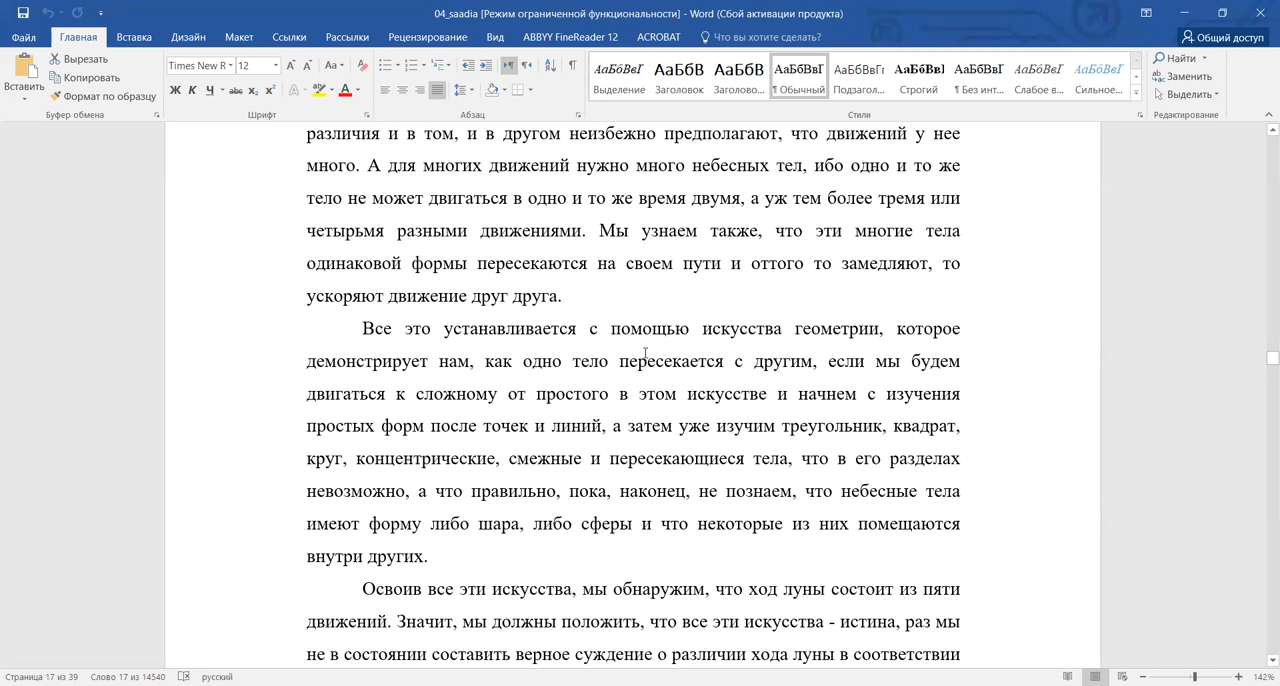 04_saadia [Режим ограниченной функциональности] - Word (Сбой активации продукта)
Файл Главная Вставка Дизайн Макет Ссылки Рассылки Рецензирование Вид ABBYY FineReader 12 ACROBAT Что вы хотите сделать? Общий доступ
Вставить
Вырезать
Копировать
Формат по образцу
Буфер обмена
Times New R 12
Ж К Ч abc x₂ x²
Шрифт
Абзац
АаБбВвГ АаБбВ АаБбВ АаБбВвГ АаБбВвГг АаБбВвГ АаБбВвГ АаБбВвГ АаБбВвГ
Выделение Заголовок Заголово... ¶ Обычный Подзагол... Строгий ¶ Без инт... Слабое в... Сильное...
Стили
Найти
Заменить
Выделить
Редактирование
различия и в том, и в другом неизбежно предполагают, что движений у нее
много. А для многих движений нужно много небесных тел, ибо одно и то же
тело не может двигаться в одно и то же время двумя, а уж тем более тремя или
четырьмя разными движениями. Мы узнаем также, что эти многие тела
одинаковой формы пересекаются на своем пути и оттого то замедляют, то
ускоряют движение друг друга.
Все это устанавливается с помощью искусства геометрии, которое
демонстрирует нам, как одно тело пересекается с другим, если мы будем
двигаться к сложному от простого в этом искусстве и начнем с изучения
простых форм после точек и линий, а затем уже изучим треугольник, квадрат,
круг, концентрические, смежные и пересекающиеся тела, что в его разделах
невозможно, а что правильно, пока, наконец, не познаем, что небесные тела
имеют форму либо шара, либо сферы и что некоторые из них помещаются
внутри других.
Освоив все эти искусства, мы обнаружим, что ход луны состоит из пяти
движений. Значит, мы должны положить, что все эти искусства - истина, раз мы
не в состоянии составить верное суждение о различии хода луны в соответствии
Страница 17 из 39 Слово 17 из 14540 русский 142%